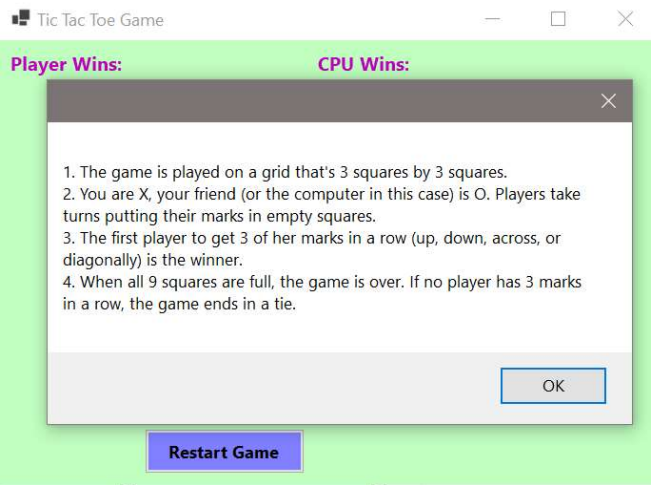 Tic Tac Toe Game
Player Wins:
CPU Wins:
1. The game is played on a grid that's 3 squares by 3 squares.
2. You are X, your friend (or the computer in this case) is O. Players take
turns putting their marks in empty squares.
3. The first player to get 3 of her marks in a row (up, down, across, or
diagonally) is the winner.
4. When all 9 squares are full, the game is over. If no player has 3 marks
in a row, the game ends in a tie.
OK
Restart Game